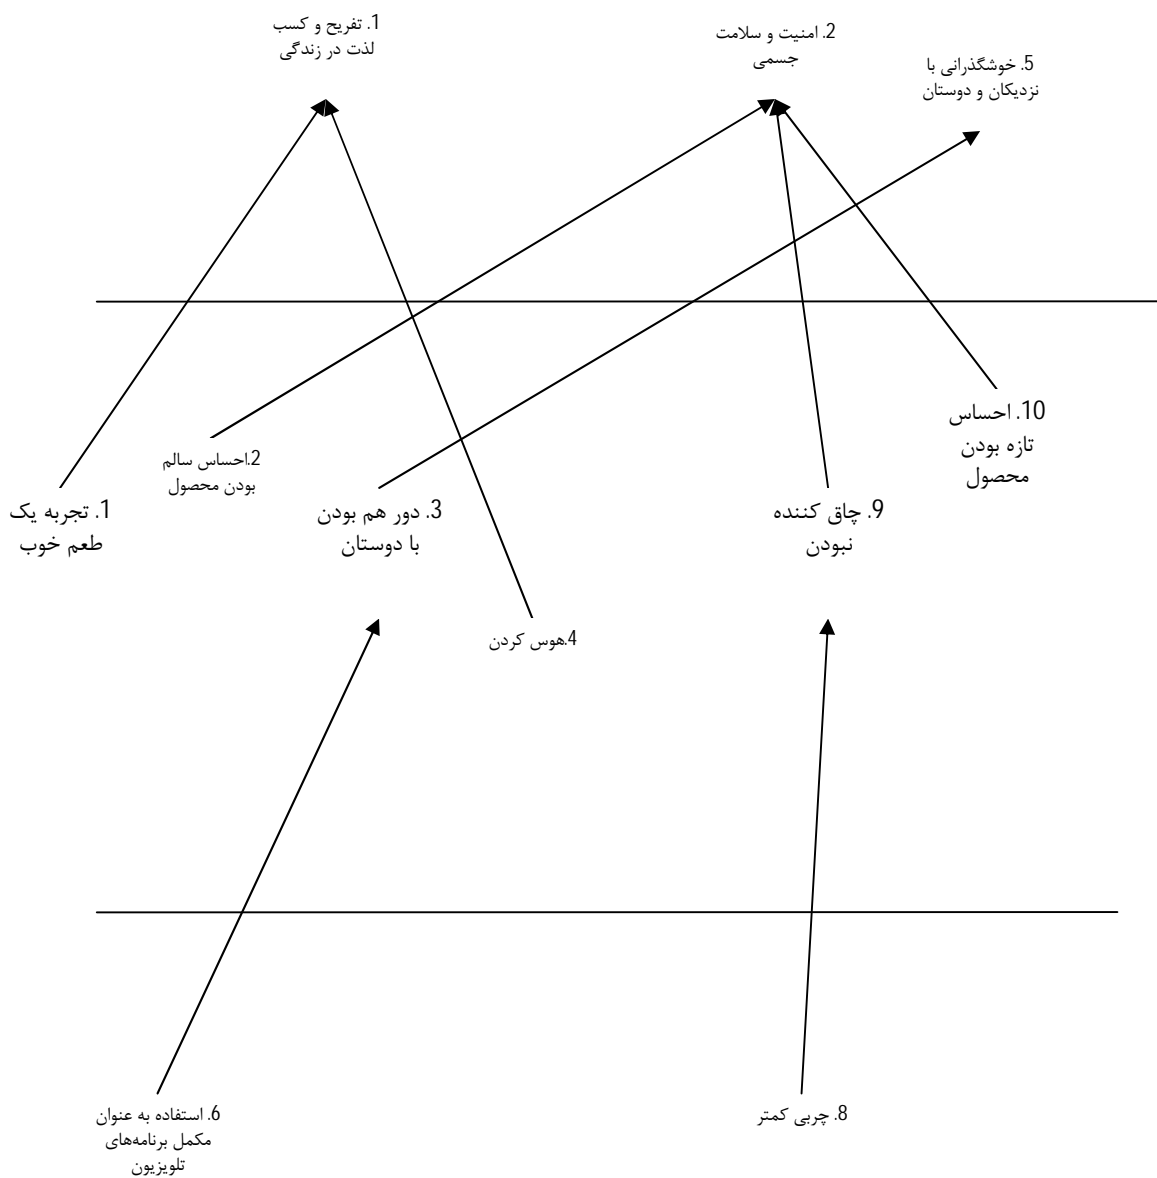 1. تفریح و کسب
لذت در زندگی
2. امنیت و سلامت
جسمی
5. خوشگذرانی با
نزدیکان و دوستان
10. احساس
تازه بودن
محصول
2.احساس سالم
بودن محصول
1. تجربه یک
طعم خوب
3. دور هم بودن
با دوستان
9. چاق کننده
نبودن
4.هوس کردن
6. استفاده به عنوان
مکمل برنامه‌های
تلویزیون
8. چربی کمتر